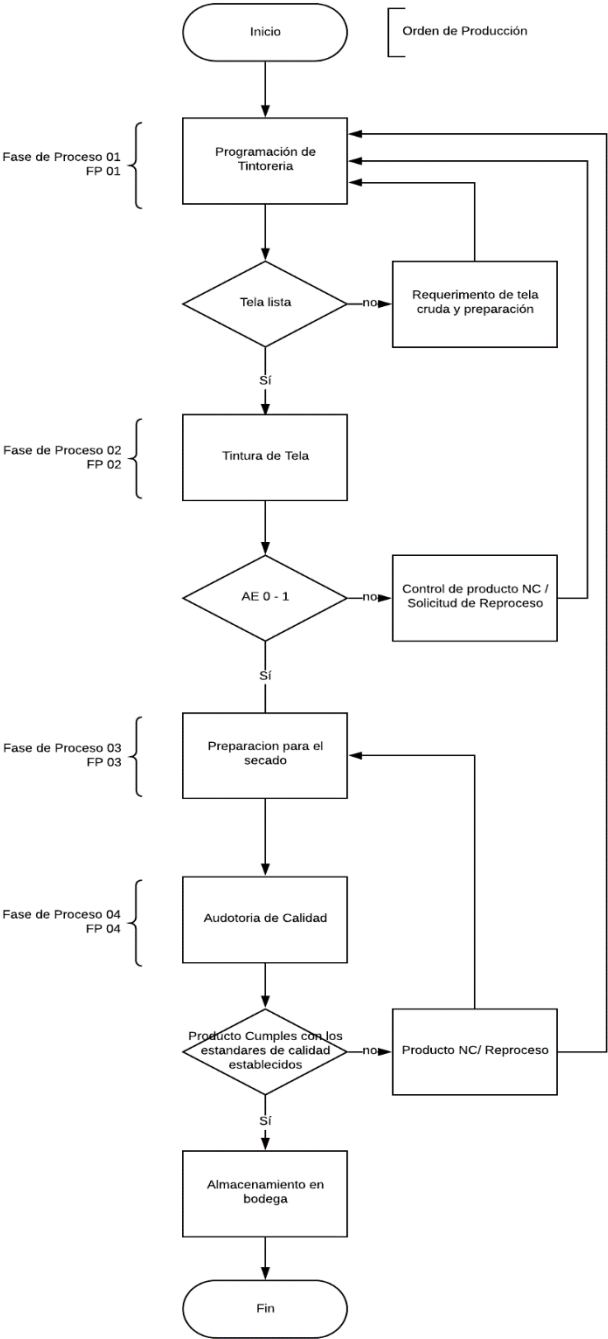 Inicio
Orden de Producción
Fase de Proceso 01
FP 01
Programación de
Tintoreria
Tela lista
no
Requerimento de tela
cruda y preparación
Sí
Fase de Proceso 02
FP 02
Tintura de Tela
AE 0 - 1
no
Control de producto NC /
Solicitud de Reproceso
Sí
Fase de Proceso 03
FP 03
Preparacion para el
secado
Fase de Proceso 04
FP 04
Audotoria de Calidad
Producto Cumples con los
estandares de calidad
establecidos
no
Producto NC/ Reproceso
Sí
Almacenamiento en
bodega
Fin